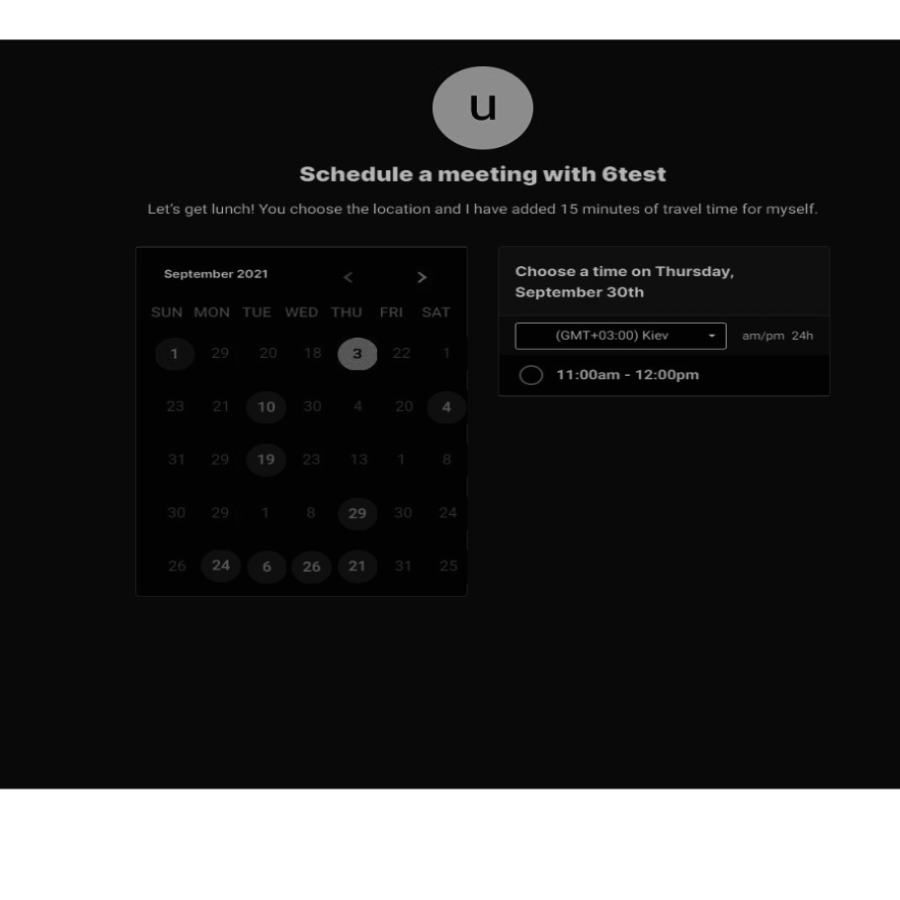 u
Schedule a meeting with 6test
Let's get lunch! You choose the location and I have added 15 minutes of travel time for myself.
September 2021 < >
SUN MON TUE WED THU FRI SAT
1 29 20 18 3 22 1
23 21 10 30 4 20 4
31 29 19 23 13 1 8
30 29 1 8 29 30 24
26 24 6 26 21 31 25
Choose a time on Thursday,
September 30th
(GMT+03:00) Kiev am/pm 24h
11:00am - 12:00pm